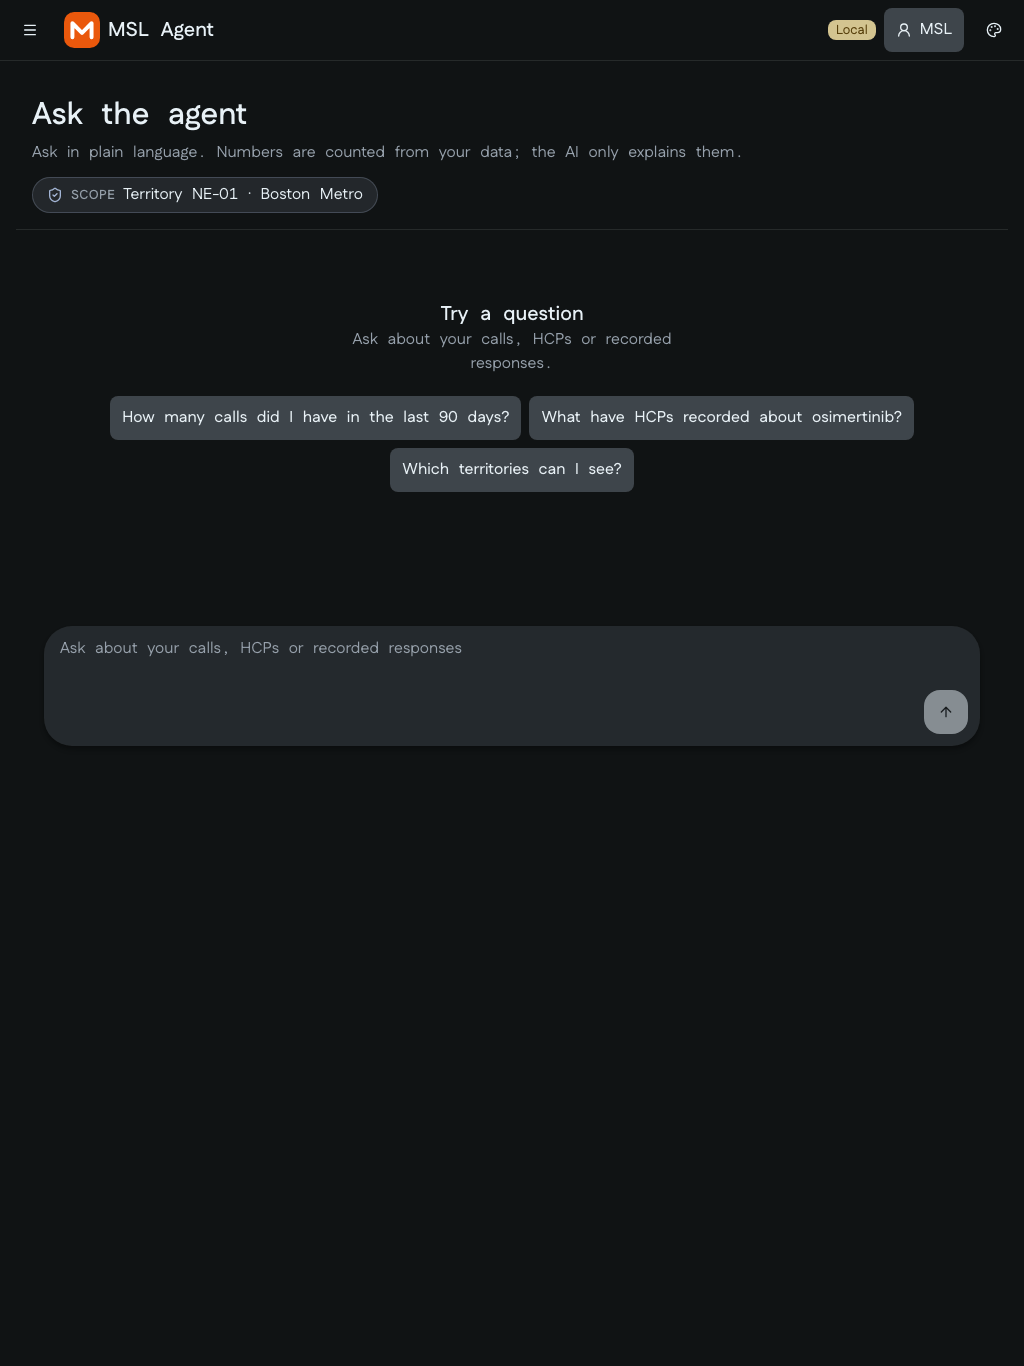 MSL Agent
Local
MSL
Ask the agent
Ask in plain language. Numbers are counted from your data; the AI only explains them.
SCOPE Territory NE-01 · Boston Metro
Try a question
Ask about your calls, HCPs or recorded
responses.
How many calls did I have in the last 90 days?
What have HCPs recorded about osimertinib?
Which territories can I see?
Ask about your calls, HCPs or recorded responses